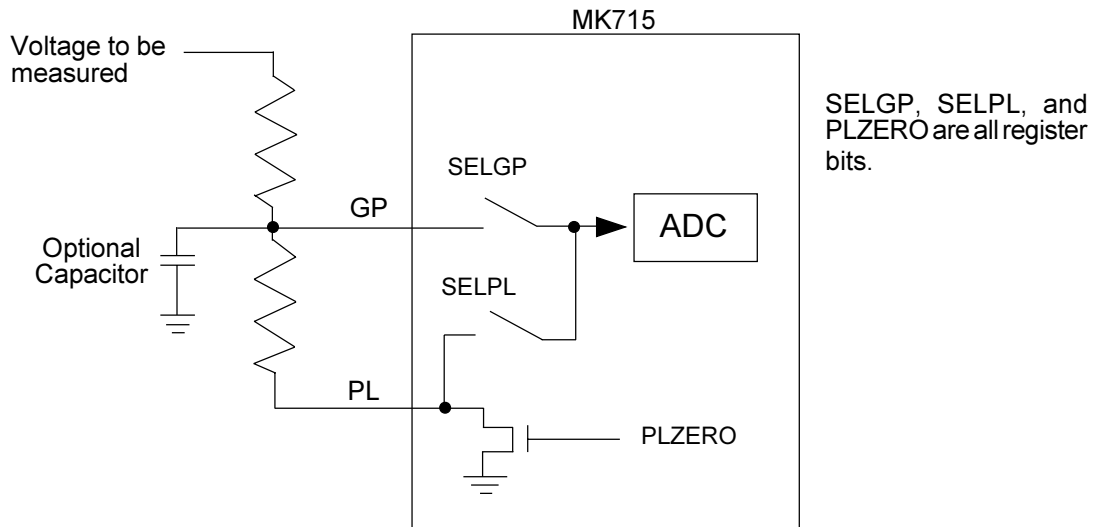 MK715
Voltage to be
measured
SELGP, SELPL, and
PLZERO are all register
bits.
SELGP
GP
ADC
Optional
Capacitor
SELPL
PL
PLZERO